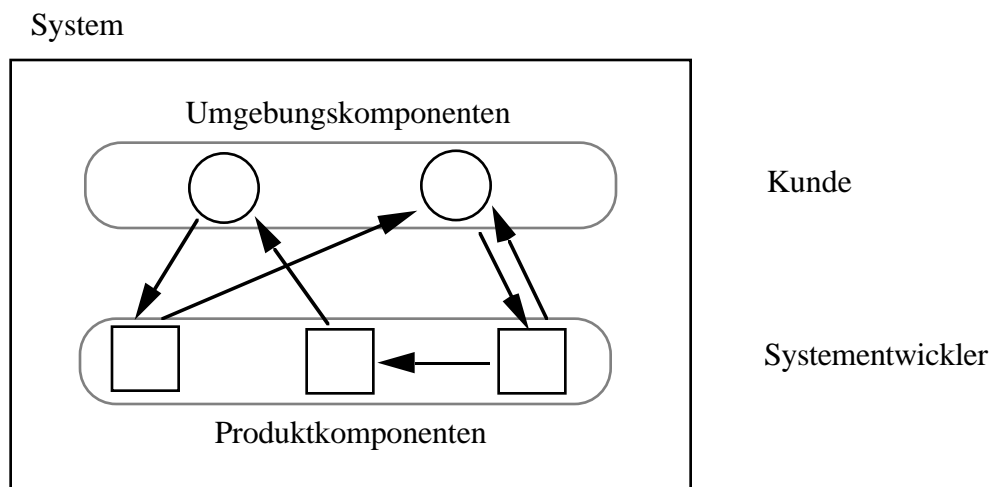 System
Umgebungskomponenten
Kunde
Systementwickler
Produktkomponenten